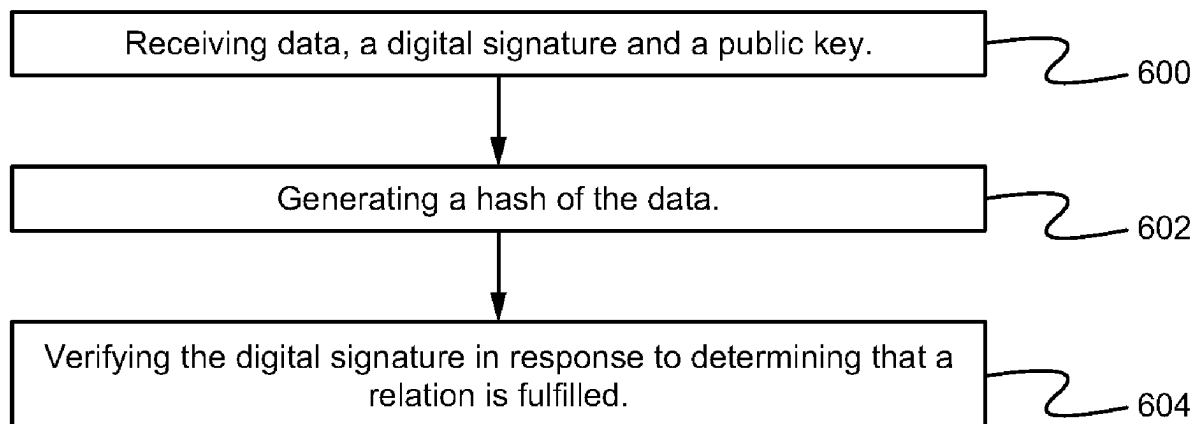 Receiving data, a digital signature and a public key.
600
Generating a hash of the data.
602
Verifying the digital signature in response to determining that a
relation is fulfilled.
604